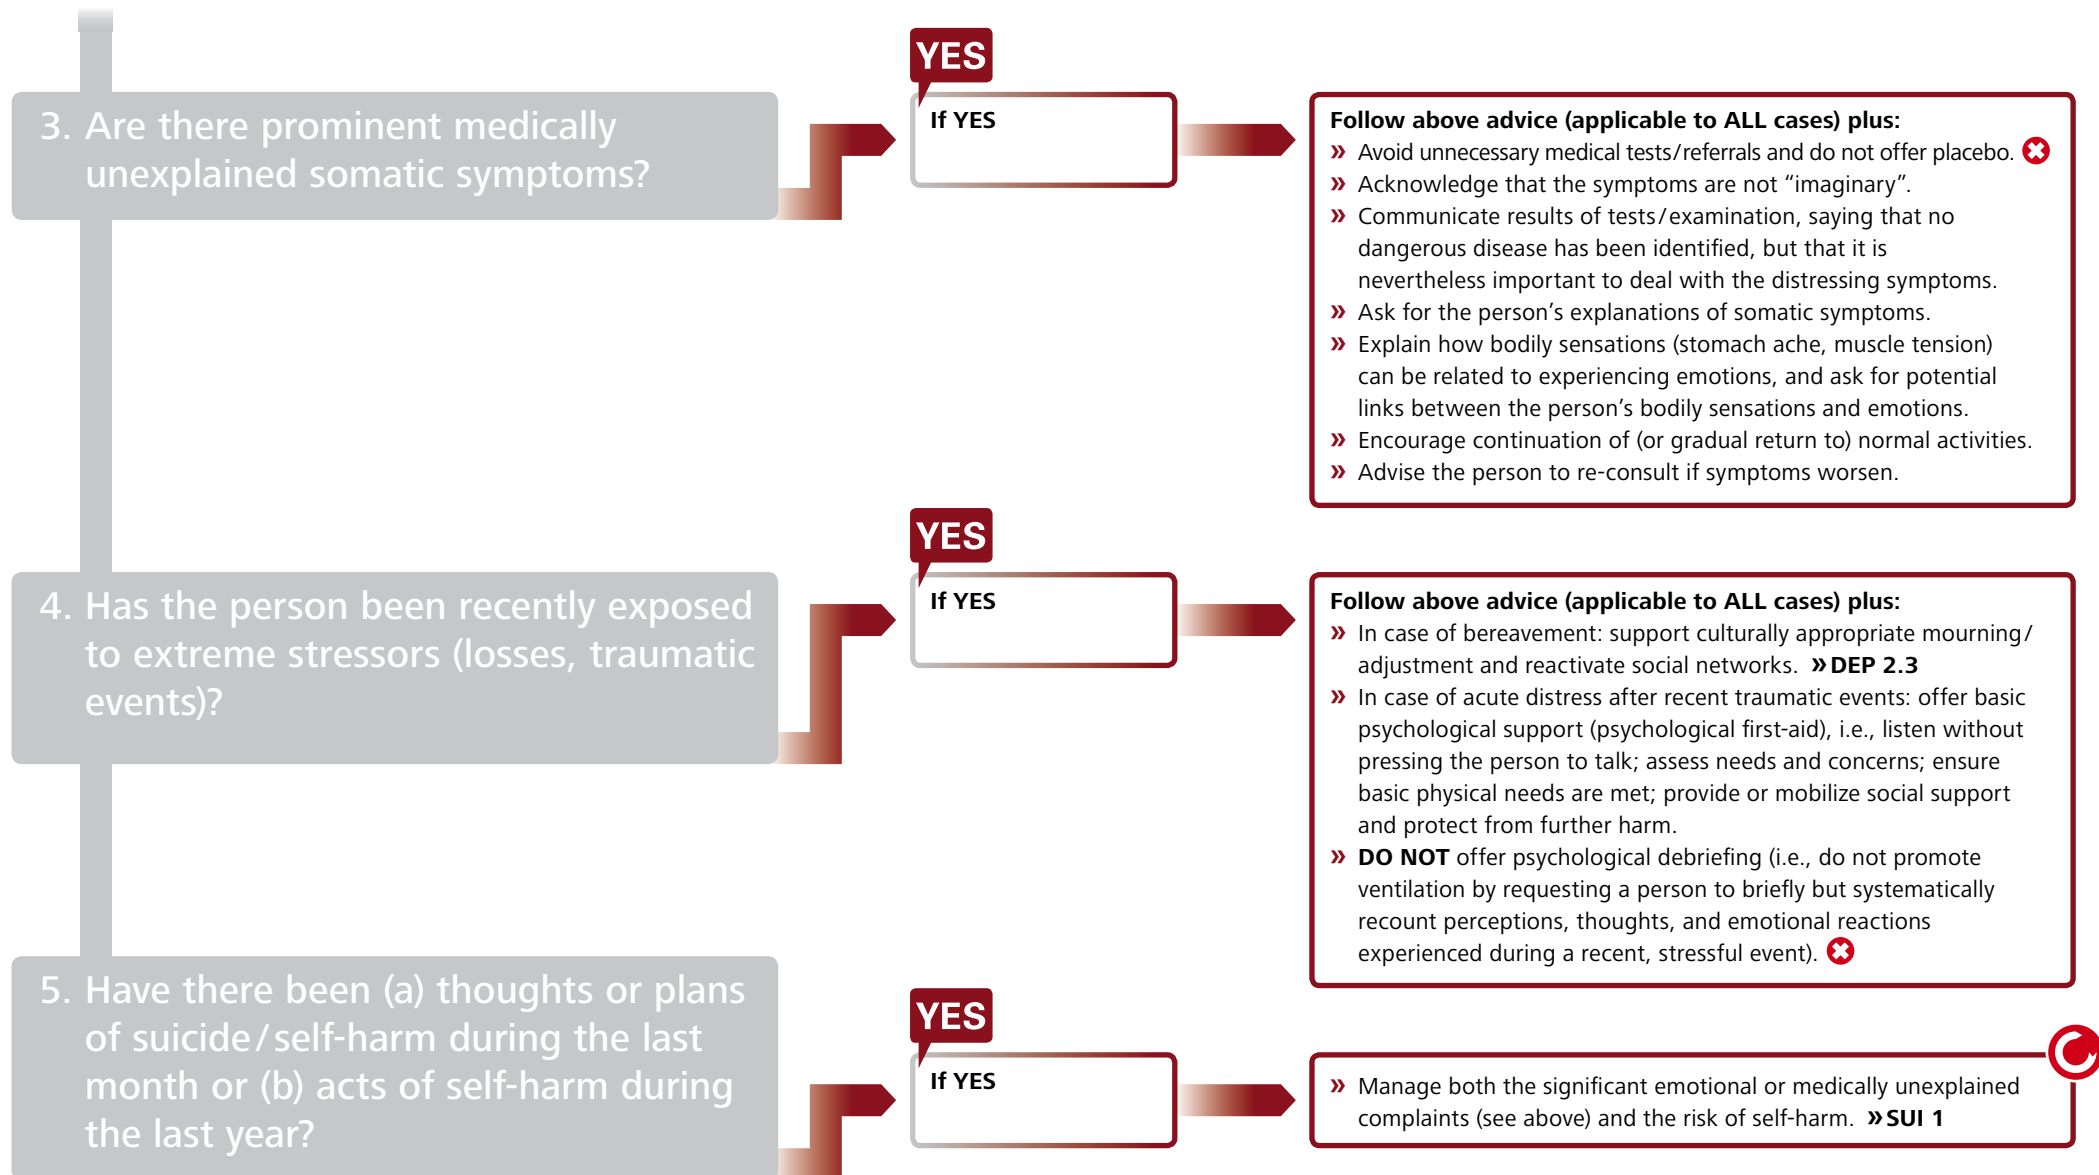 3. Are there prominent medically
unexplained somatic symptoms?
YES
If YES
Follow above advice (applicable to ALL cases) plus:
» Avoid unnecessary medical tests/referrals and do not offer placebo.
» Acknowledge that the symptoms are not “imaginary”.
» Communicate results of tests/examination, saying that no
dangerous disease has been identified, but that it is
nevertheless important to deal with the distressing symptoms.
» Ask for the person’s explanations of somatic symptoms.
» Explain how bodily sensations (stomach ache, muscle tension)
can be related to experiencing emotions, and ask for potential
links between the person’s bodily sensations and emotions.
» Encourage continuation of (or gradual return to) normal activities.
» Advise the person to re-consult if symptoms worsen.
4. Has the person been recently exposed
to extreme stressors (losses, traumatic
events)?
YES
If YES
Follow above advice (applicable to ALL cases) plus:
» In case of bereavement: support culturally appropriate mourning/
adjustment and reactivate social networks. » DEP 2.3
» In case of acute distress after recent traumatic events: offer basic
psychological support (psychological first-aid), i.e., listen without
pressing the person to talk; assess needs and concerns; ensure
basic physical needs are met; provide or mobilize social support
and protect from further harm.
» DO NOT offer psychological debriefing (i.e., do not promote
ventilation by requesting a person to briefly but systematically
recount perceptions, thoughts, and emotional reactions
experienced during a recent, stressful event).
5. Have there been (a) thoughts or plans
of suicide/self-harm during the last
month or (b) acts of self-harm during
the last year?
YES
If YES
» Manage both the significant emotional or medically unexplained
complaints (see above) and the risk of self-harm. » SUI 1